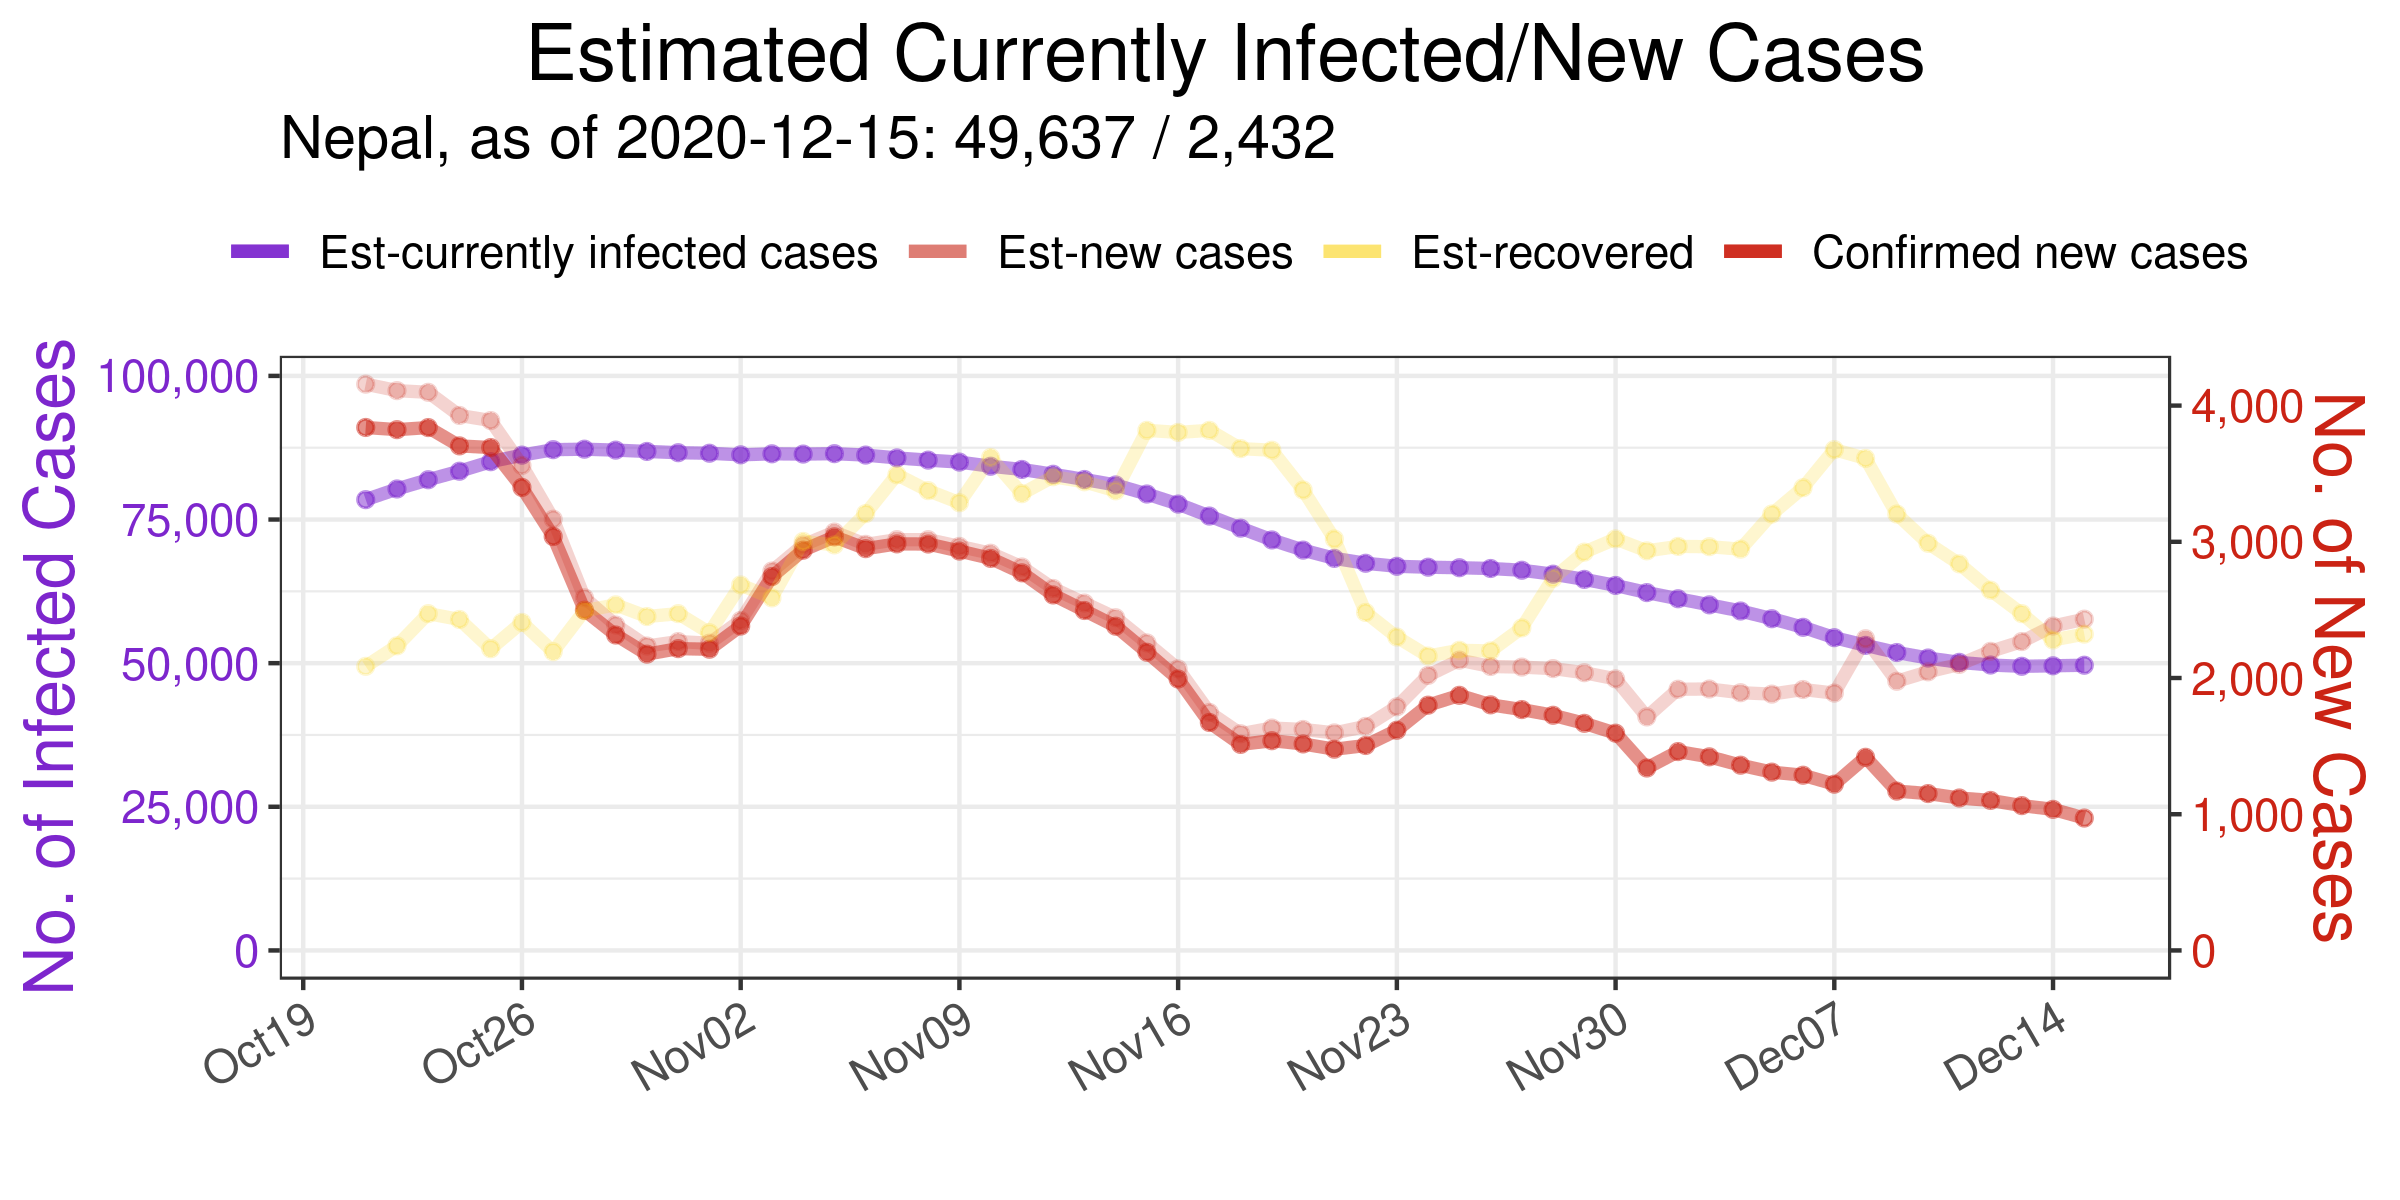 Estimated Currently Infected/New Cases
Nepal, as of 2020-12-15: 49,637 / 2,432
Est-currently infected cases Est-new cases Est-recovered Confirmed new cases
No. of Infected Cases
100,000
75,000
50,000
25,000
0
4,000
3,000
2,000
1,000
0
No. of New Cases
Oct19 Oct26 Nov02 Nov09 Nov16 Nov23 Nov30 Dec07 Dec14